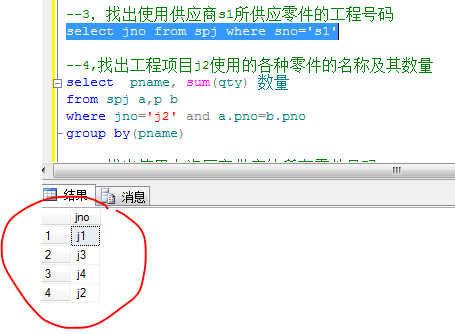 --3，找出使用供应商s1所供应零件的工程号码
select jno from spj where sno='s1'
--4,找出工程项目j2使用的各种零件的名称及其数量
select pname, sum(qty) 数量
from spj a,p b
where jno='j2' and a.pno=b.pno
group by(pname)
结果 消息
jno
1 j1
2 j3
3 j4
4 j2